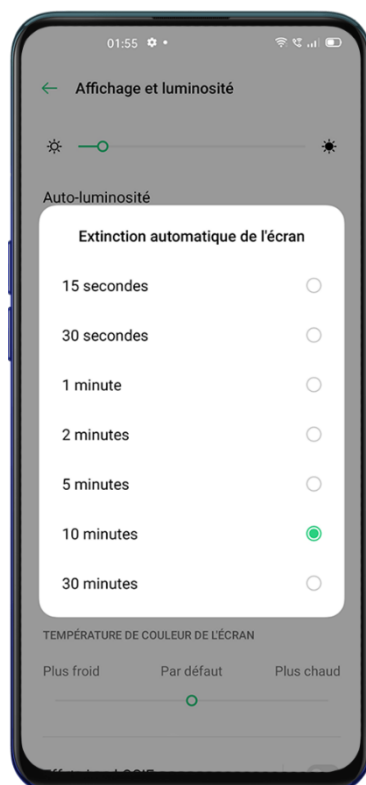 01:55
Affichage et luminosité
Auto-luminosité
Extinction automatique de l'écran
15 secondes
30 secondes
1 minute
2 minutes
5 minutes
10 minutes
30 minutes
TEMPÉRATURE DE COULEUR DE L'ÉCRAN
Plus froid Par défaut Plus chaud